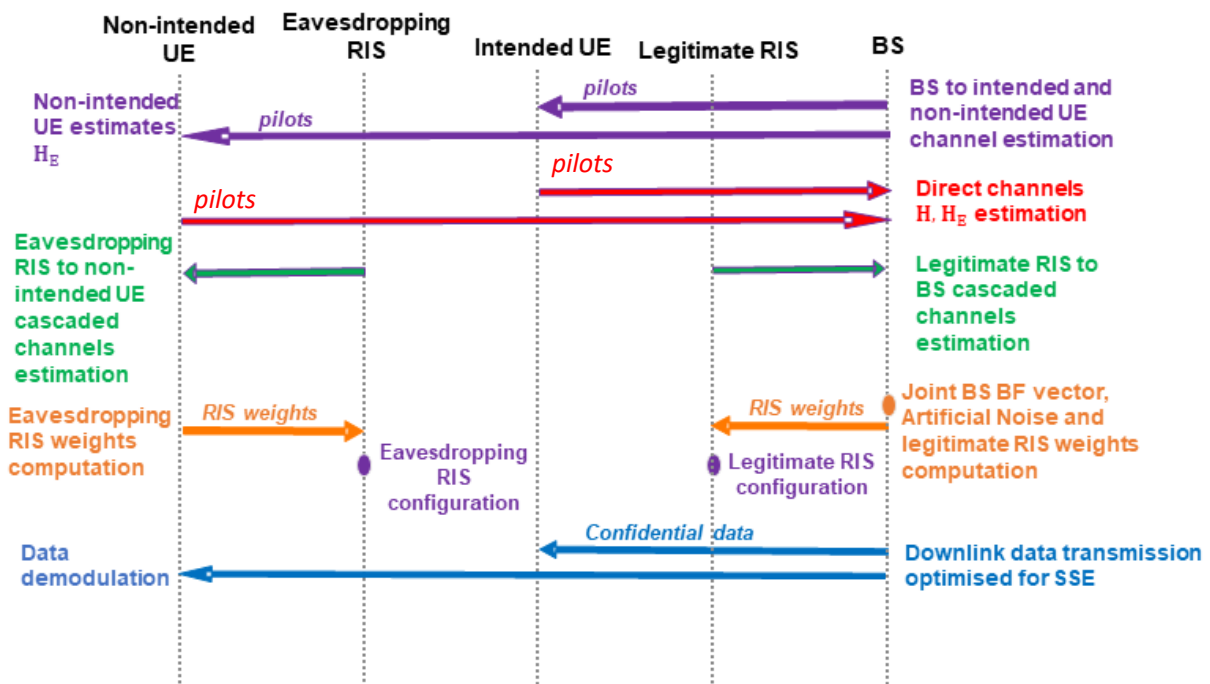 Non-intended
UE
Eavesdropping
RIS
Intended UE
Legitimate RIS
BS
Non-intended
UE estimates
H_E
pilots
pilots
BS to intended and
non-intended UE
channel estimation
pilots
pilots
Direct channels
H, H_E estimation
Eavesdropping
RIS to non-
intended UE
cascaded
channels
estimation
Legitimate RIS to
BS cascaded
channels
estimation
Eavesdropping
RIS weights
computation
RIS weights
RIS weights
Joint BS BF vector,
Artificial Noise and
legitimate RIS weights
computation
Eavesdropping
RIS
configuration
Legitimate RIS
configuration
Data
demodulation
Confidential data
Downlink data transmission
optimised for SSE